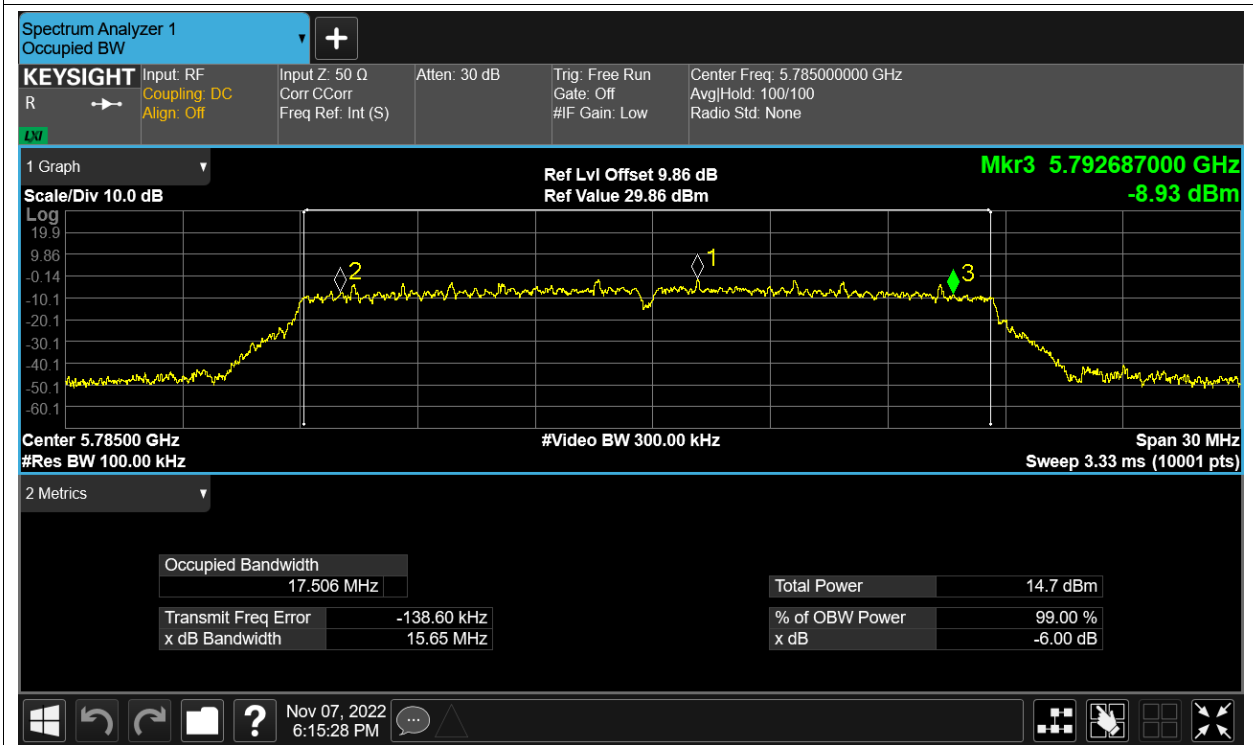 Spectrum Analyzer 1
Occupied BW
KEYSIGHT
R
LXI
Input: RF
Coupling: DC
Align: Off
Input Z: 50 Ω
Corr CCorr
Freq Ref: Int (S)
Atten: 30 dB
Trig: Free Run
Gate: Off
#IF Gain: Low
Center Freq: 5.785000000 GHz
Avg|Hold: 100/100
Radio Std: None
1 Graph
Scale/Div 10.0 dB
Ref Lvl Offset 9.86 dB
Ref Value 29.86 dBm
Mkr3 5.792687000 GHz
-8.93 dBm
Log
19.9
9.86
-0.14
-10.1
-20.1
-30.1
-40.1
-50.1
-60.1
2
1
3
Center 5.78500 GHz
#Video BW 300.00 kHz
Span 30 MHz
#Res BW 100.00 kHz
Sweep 3.33 ms (10001 pts)
2 Metrics
Occupied Bandwidth
17.506 MHz
Total Power 14.7 dBm
Transmit Freq Error -138.60 kHz
% of OBW Power 99.00 %
x dB Bandwidth 15.65 MHz
x dB -6.00 dB
?
Nov 07, 2022
6:15:28 PM